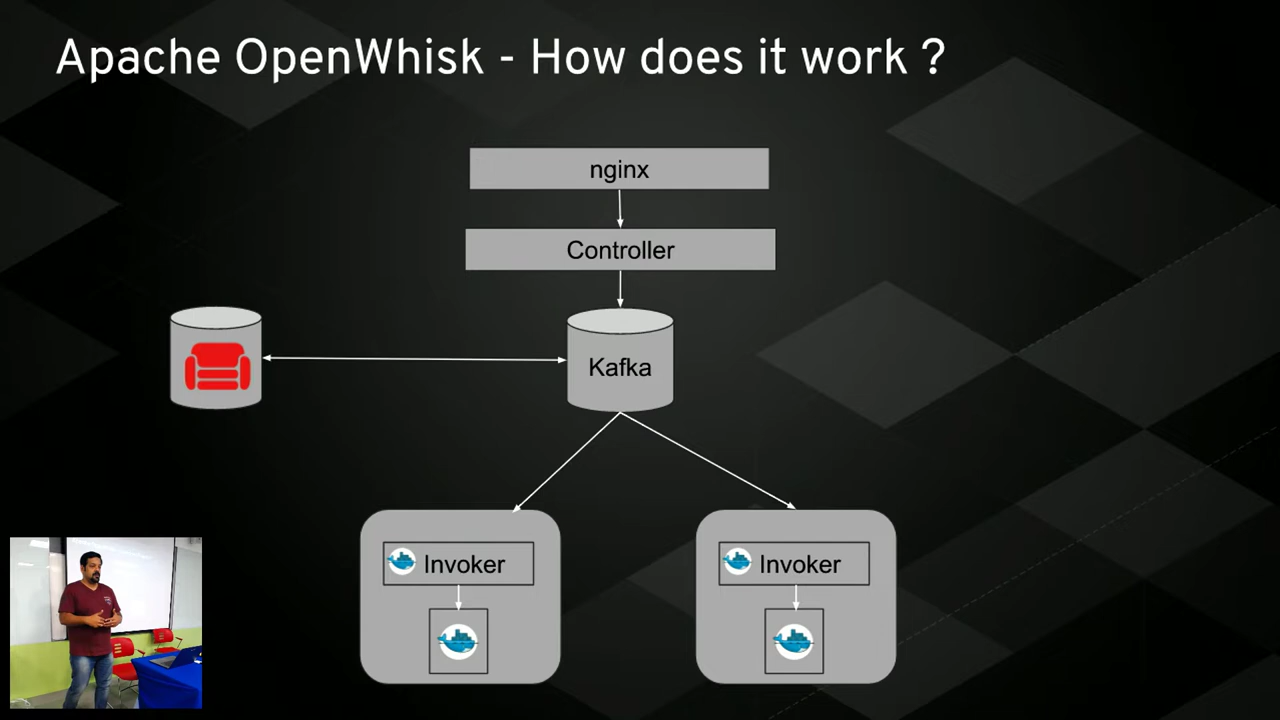 Apache OpenWhisk - How does it work ?
nginx
Controller
Kafka
Invoker
Invoker